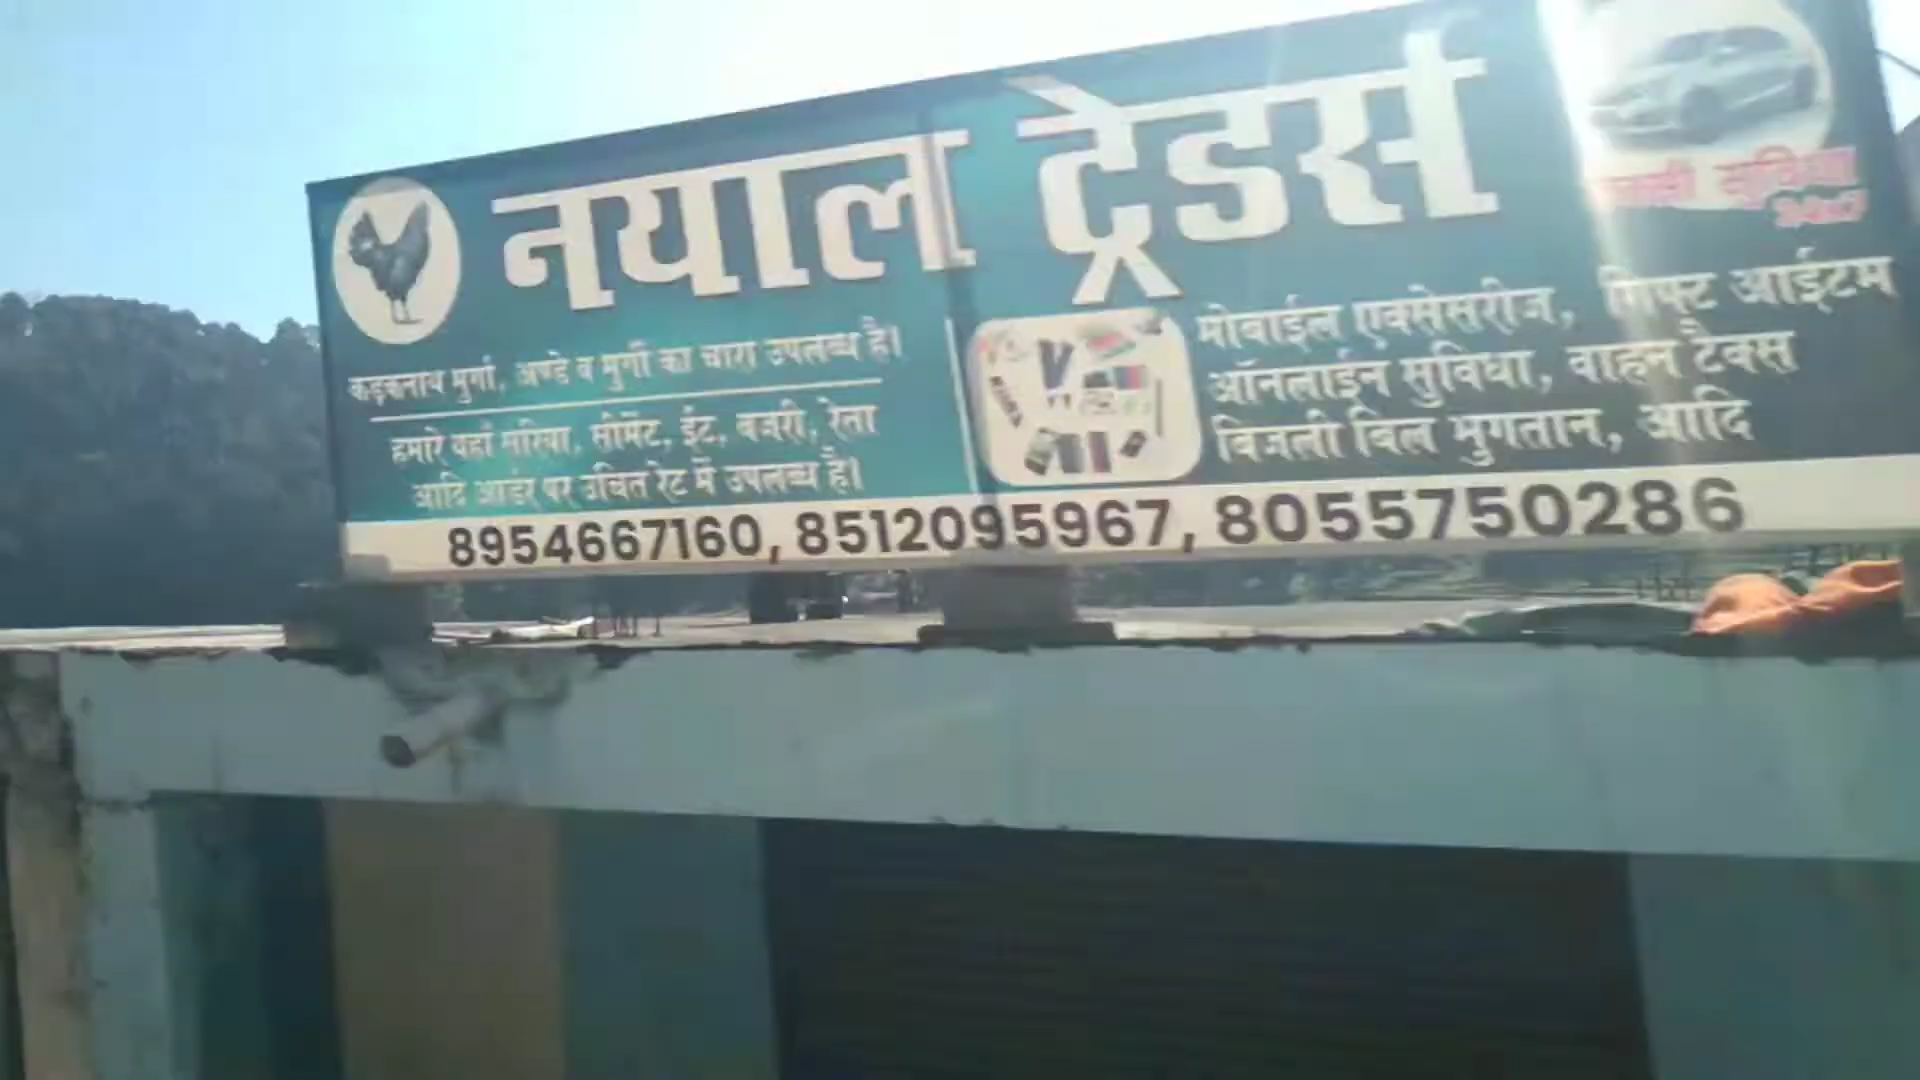 नयाल ट्रेडर्स
सुविधा
24x7
कड़कनाथ मुर्गा, अण्डे व मुर्गी का चारा उपलब्ध है।
हमारे यहाँ सरिया, सीमेंट, ईंट, बजरी, रेता
आदि आर्डर पर उचित रेट में उपलब्ध है।
मोबाईल एक्सेसरीज, गिफ्ट आईटम
ऑनलाईन सुविधा, वाहन टैक्स
बिजली बिल भुगतान, आदि
8954667160, 8512095967, 8055750286